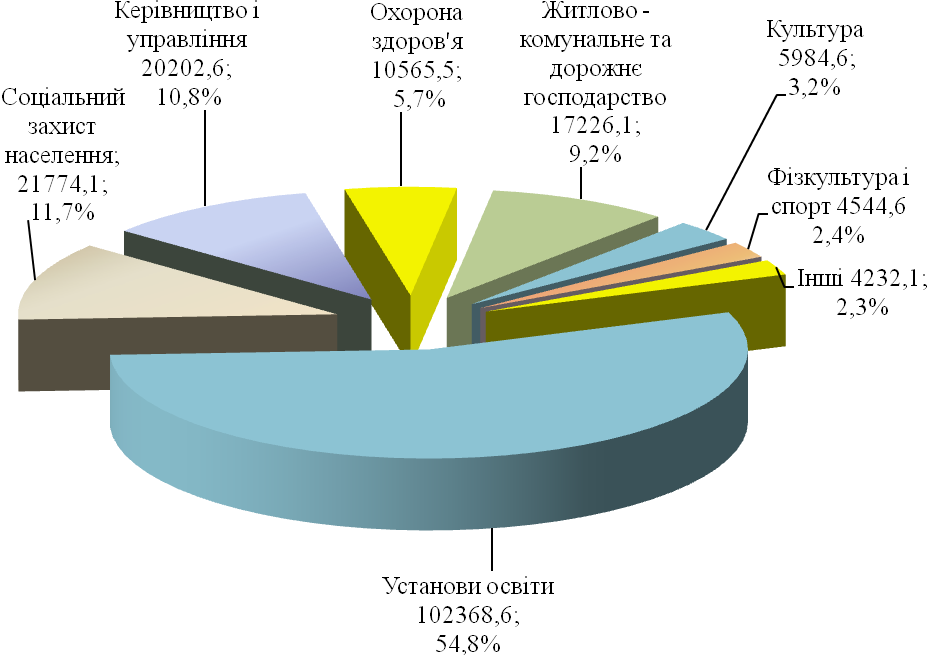 Керівництво і
управління
20202,6;
10,8%
Охорона
здоров'я
10565,5;
5,7%
Житлово -
комунальне та
дорожнє
господарство
17226,1;
9,2%
Культура
5984,6;
3,2%
Соціальний
захист
населення;
21774,1;
11,7%
Фізкультура і
спорт 4544,6
2,4%
Інші 4232,1;
2,3%
Установи освіти
102368,6;
54,8%